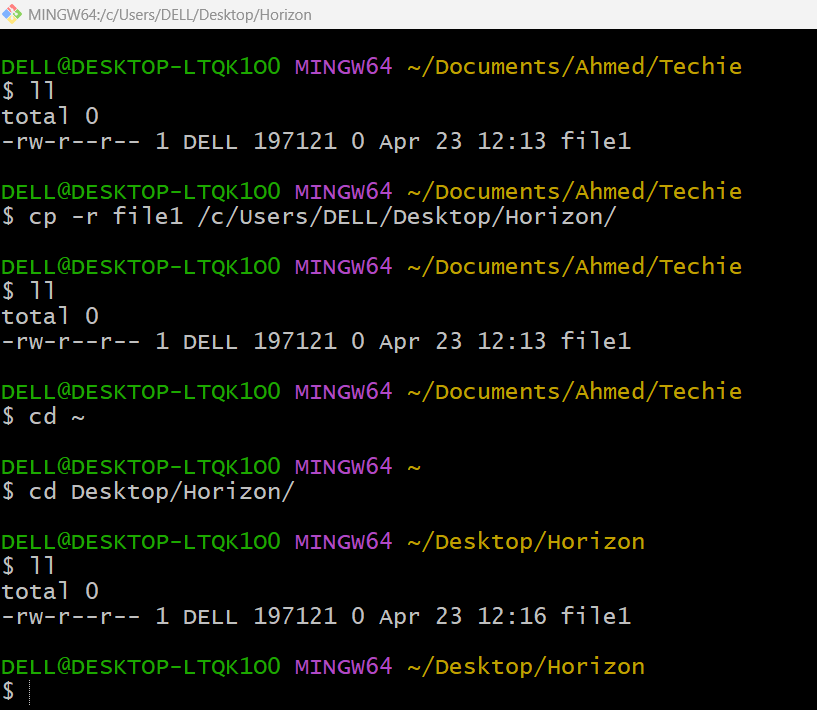 MINGW64:/c/Users/DELL/Desktop/Horizon
DELL@DESKTOP-LTQK1O0 MINGW64 ~/Documents/Ahmed/Techie
$ ll
total 0
-rw-r--r-- 1 DELL 197121 0 Apr 23 12:13 file1
DELL@DESKTOP-LTQK1O0 MINGW64 ~/Documents/Ahmed/Techie
$ cp -r file1 /c/Users/DELL/Desktop/Horizon/
DELL@DESKTOP-LTQK1O0 MINGW64 ~/Documents/Ahmed/Techie
$ ll
total 0
-rw-r--r-- 1 DELL 197121 0 Apr 23 12:13 file1
DELL@DESKTOP-LTQK1O0 MINGW64 ~/Documents/Ahmed/Techie
$ cd ~
DELL@DESKTOP-LTQK1O0 MINGW64 ~
$ cd Desktop/Horizon/
DELL@DESKTOP-LTQK1O0 MINGW64 ~/Desktop/Horizon
$ ll
total 0
-rw-r--r-- 1 DELL 197121 0 Apr 23 12:16 file1
DELL@DESKTOP-LTQK1O0 MINGW64 ~/Desktop/Horizon
$